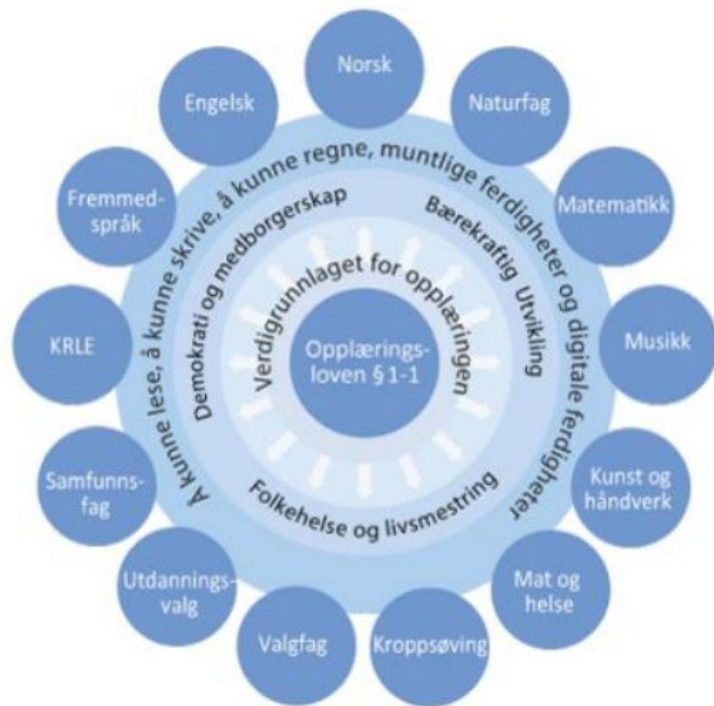 Norsk
Naturfag
Matematikk
Musikk
Kunst og
håndverk
Mat og
helse
Kroppsøving
Valgfag
Utdannings-
valg
Samfunns-
fag
KRLE
Fremmed-
språk
Engelsk
Å kunne lese, å kunne skrive, å kunne regne, muntlige ferdigheter og digitale ferdigheter
Demokrati og medborgerskap
Bærekraftig Utvikling
Folkehelse og livsmestring
Verdigrunnlaget for opplæringen
Opplærings-
loven § 1-1